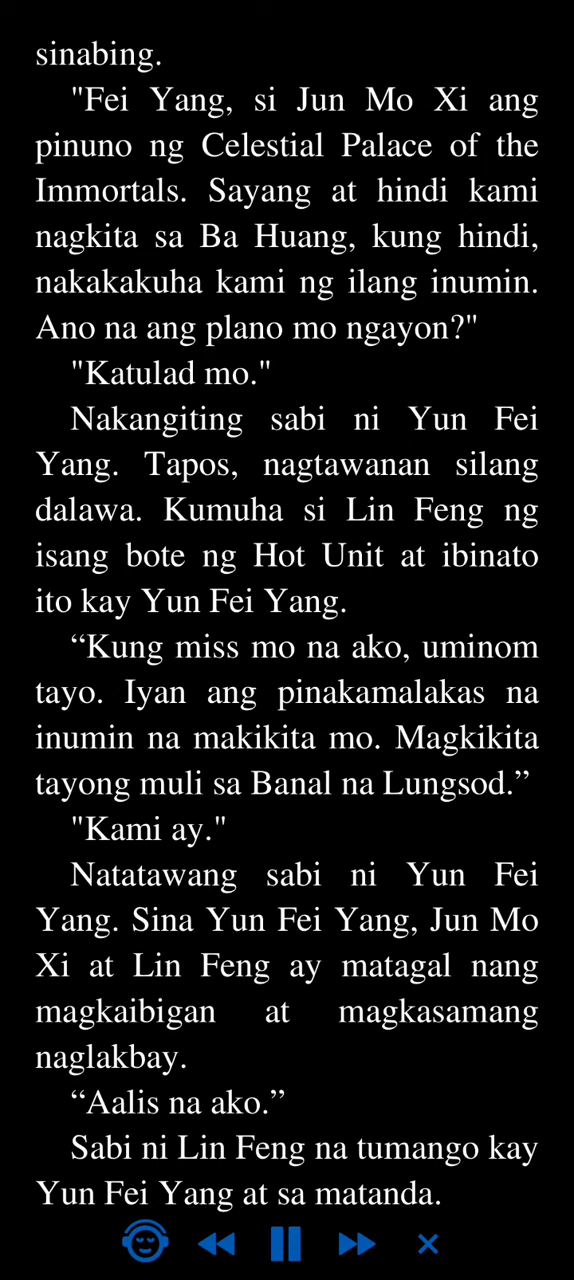 sinabing.
"Fei Yang, si Jun Mo Xi ang
pinuno ng Celestial Palace of the
Immortals. Sayang at hindi kami
nagkita sa Ba Huang, kung hindi,
nakakakuha kami ng ilang inumin.
Ano na ang plano mo ngayon?"
"Katulad mo."
Nakangiting sabi ni Yun Fei
Yang. Tapos, nagtawanan silang
dalawa. Kumuha si Lin Feng ng
isang bote ng Hot Unit at ibinato
ito kay Yun Fei Yang.
“Kung miss mo na ako, uminom
tayo. Iyan ang pinakamalakas na
inumin na makikita mo. Magkikita
tayong muli sa Banal na Lungsod.”
"Kami ay."
Natatawang sabi ni Yun Fei
Yang. Sina Yun Fei Yang, Jun Mo
Xi at Lin Feng ay matagal nang
magkaibigan at magkasamang
naglakbay.
“Aalis na ako.”
Sabi ni Lin Feng na tumango kay
Yun Fei Yang at sa matanda.